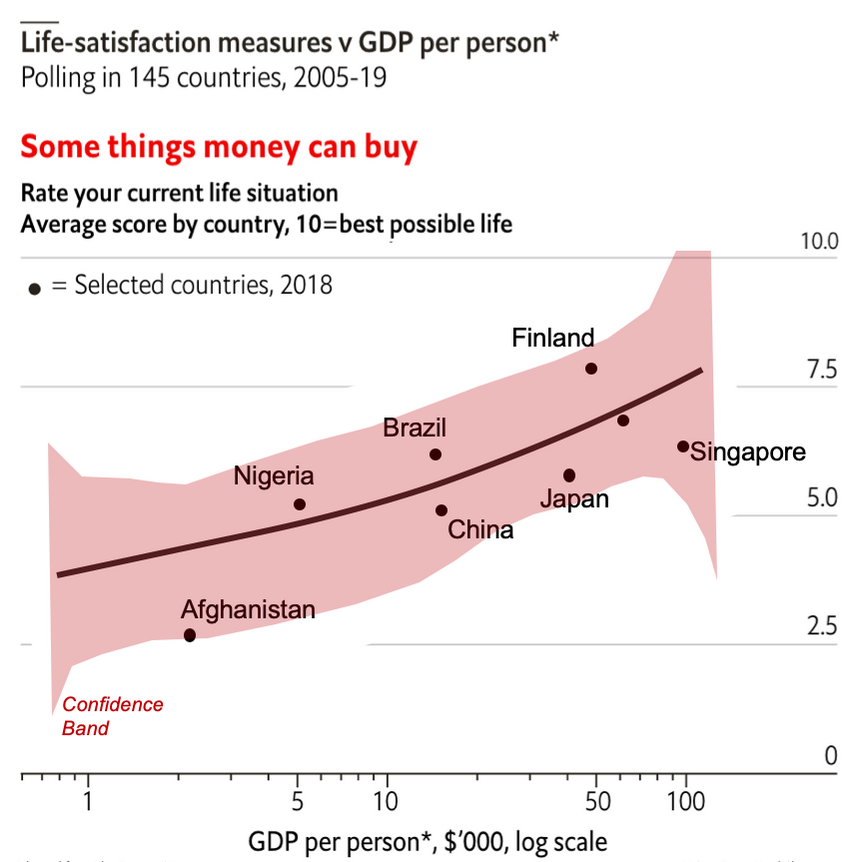 Life-satisfaction measures v GDP per person*
Polling in 145 countries, 2005-19
Some things money can buy
Rate your current life situation
Average score by country, 10=best possible life
10.0
● = Selected countries, 2018
Finland
7.5
Brazil
Singapore
Nigeria
5.0
Japan
China
Afghanistan
2.5
Confidence
Band
0
1 5 10 50 100
GDP per person*, $'000, log scale